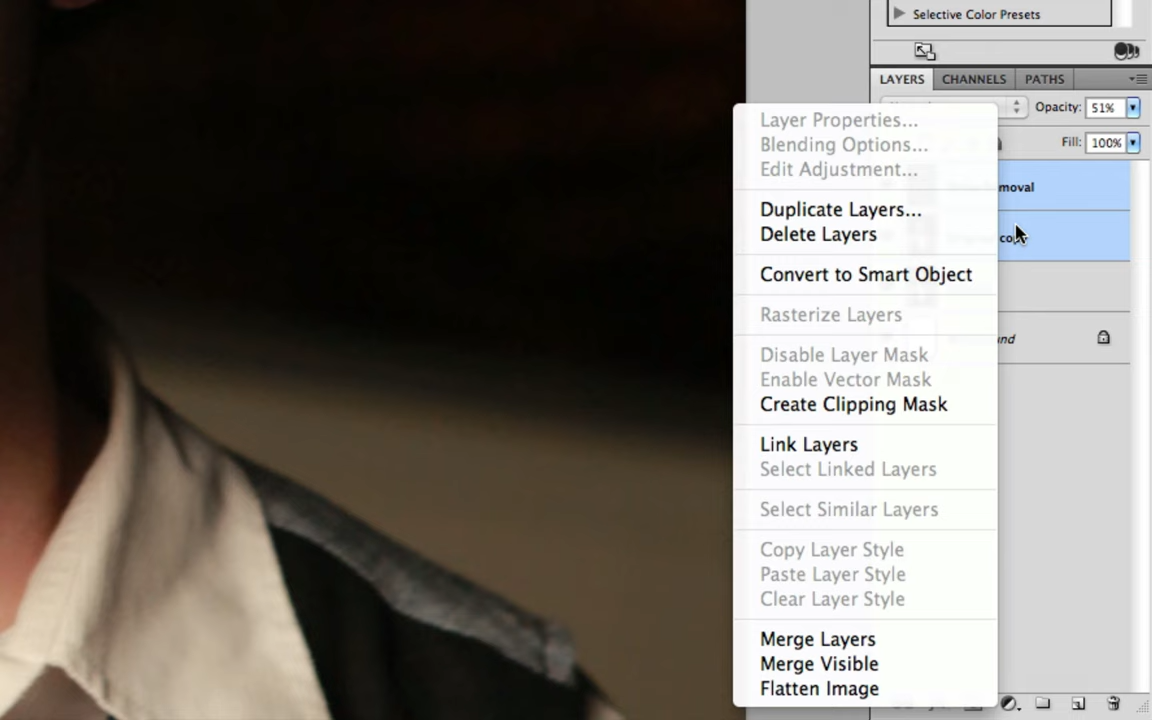 Selective Color Presets
LAYERS CHANNELS PATHS
Opacity: 51%
Fill: 100%
Layer Properties...
Blending Options...
Edit Adjustment...
Duplicate Layers...
Delete Layers
Convert to Smart Object
Rasterize Layers
Disable Layer Mask
Enable Vector Mask
Create Clipping Mask
Link Layers
Select Linked Layers
Select Similar Layers
Copy Layer Style
Paste Layer Style
Clear Layer Style
Merge Layers
Merge Visible
Flatten Image
moval